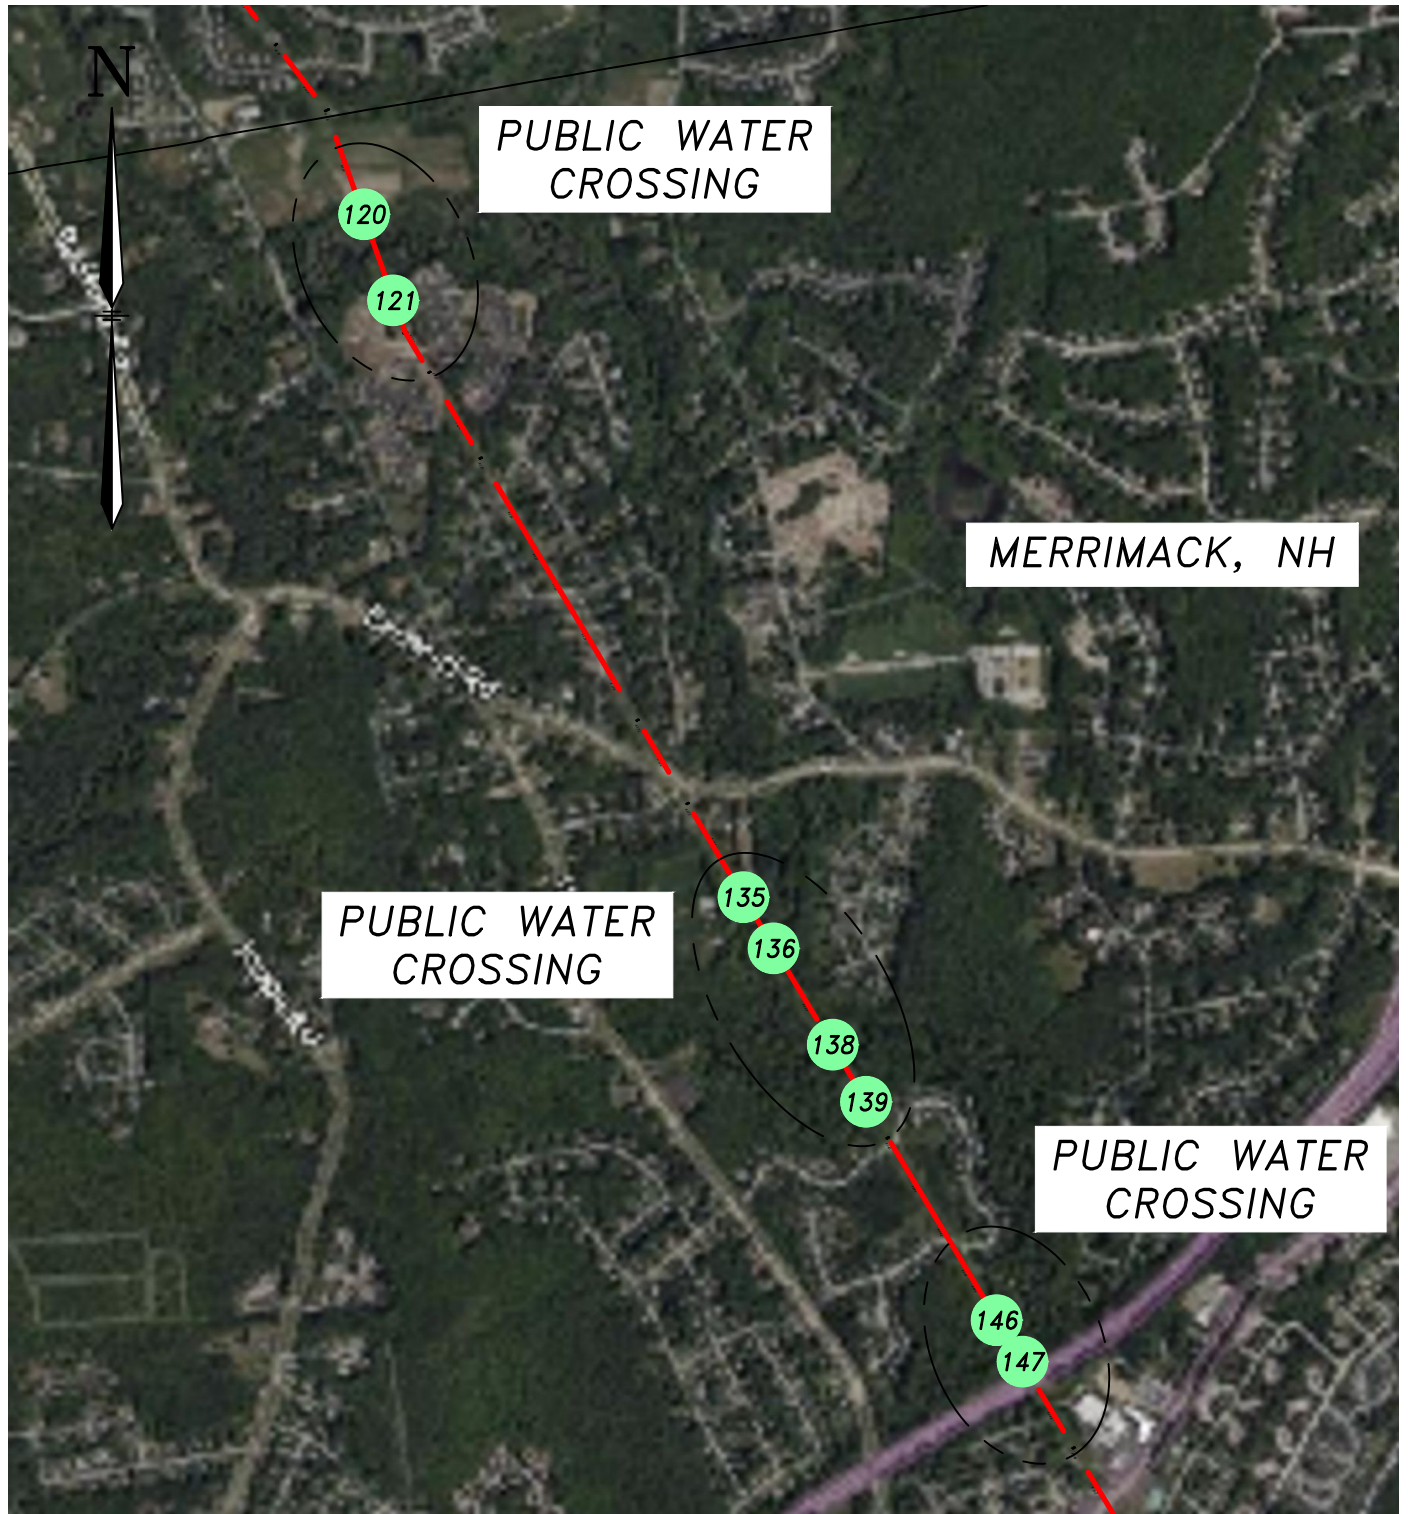 N
PUBLIC WATER
CROSSING
120
121
MERRIMACK, NH
135
PUBLIC WATER
CROSSING
136
138
139
PUBLIC WATER
CROSSING
146
147